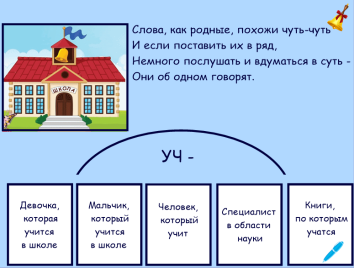 Слова, как родные, похожи чуть-чуть
И если поставить их в ряд,
Немного послушать и вдуматься в суть -
Они об одном говорят.
ШКОЛА
УЧ -
Девочка,
которая
учится
в школе
Мальчик,
который
учится
в школе
Человек,
который
учит
Специалист
в области
науки
Книги,
по которым
учатся